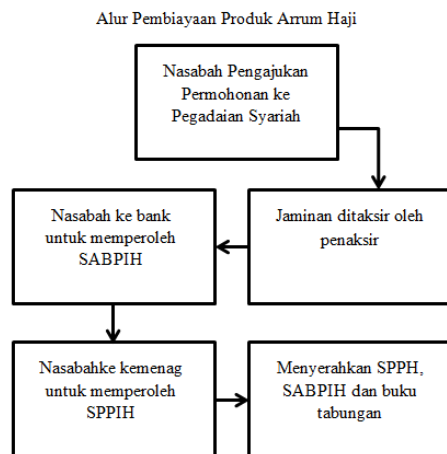 Alur Pembiayaan Produk Arrum Haji
Nasabah Pengajukan
Permohonan ke
Pegadaian Syariah
Jaminan ditaksir oleh
penaksir
Nasabah ke bank
untuk memperoleh
SABPIH
Nasabahke kemenag
untuk memperoleh
SPPIH
Menyerahkan SPPH,
SABPIH dan buku
tabungan